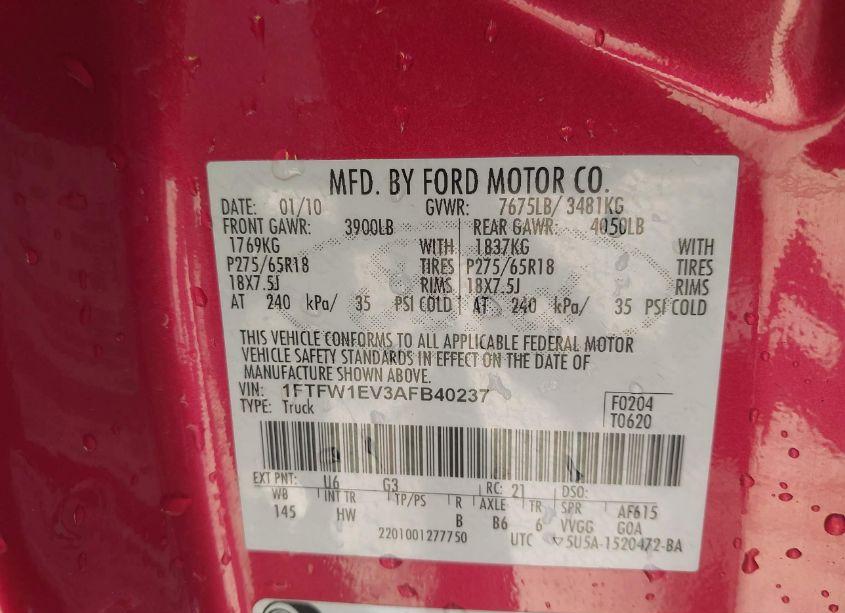 MFD. BY FORD MOTOR CO.
DATE: 01/10 GVWR: 7675LB/ 3481KG
FRONT GAWR: 3900LB REAR GAWR: 4050LB
1769KG WITH 1837KG WITH
P275/65R18 TIRES P275/65R18 TIRES
18X7.5J RIMS 18X7.5J RIMS
AT 240 kPa/ 35 PSI COLD AT: 240 kPa/ 35 PSI COLD
THIS VEHICLE CONFORMS TO ALL APPLICABLE FEDERAL MOTOR
VEHICLE SAFETY STANDARDS IN EFFECT ON THE DATE OF
MANUFACTURE SHOWN ABOVE.
VIN: 1FTFW1EV3AFB40237
TYPE: Truck
F0204
T0620
EXT PNT: U6 G3 RC: 21 DSO:
WB INT TR TP/PS R AXLE TR SPR AF615
145 HW B B6 6 VVGG GOA
2201001277750 UTC ▽5U5A-1520472-BA